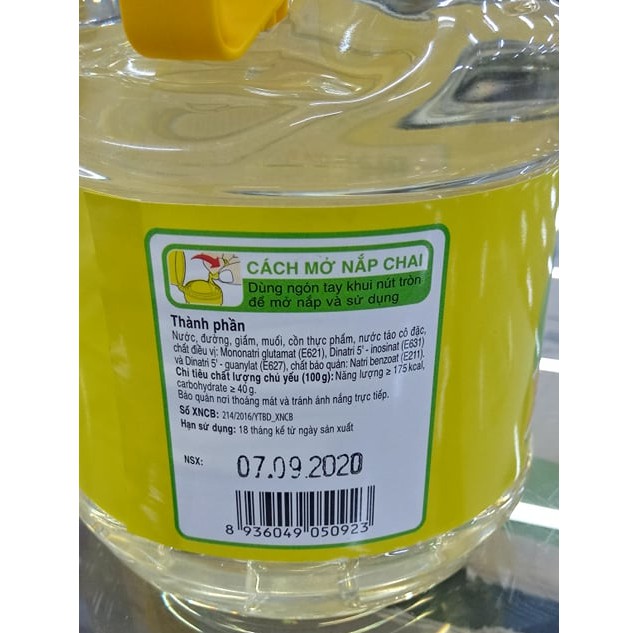 CÁCH MỞ NẮP CHAI
Dùng ngón tay khui nút tròn
để mở nắp và sử dụng
Thành phần
Nước, đường, giấm, muối, cồn thực phẩm, nước táo cô đặc,
chất điều vị: Mononatri glutamat (E621), Dinatri 5' - inosinat (E631)
và Dinatri 5' - guanylat (E627), chất bảo quản: Natri benzoat (E211).
Chỉ tiêu chất lượng chủ yếu (100g): Năng lượng ≥ 175 kcal,
carbohydrate ≥ 40 g.
Bảo quản nơi thoáng mát và tránh ánh nắng trực tiếp.
Số XNCB: 214/2016/YTBD_XNCB
Hạn sử dụng: 18 tháng kể từ ngày sản xuất
NSX: 07.09.2020
8 936049 050923